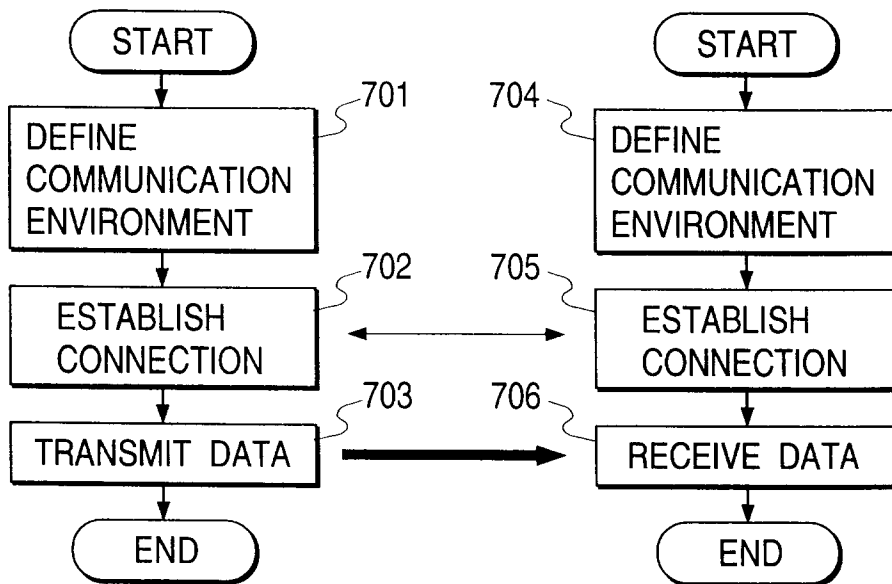 START
701
DEFINE
COMMUNICATION
ENVIRONMENT
702
ESTABLISH
CONNECTION
703
TRANSMIT DATA
END
START
704
DEFINE
COMMUNICATION
ENVIRONMENT
705
ESTABLISH
CONNECTION
706
RECEIVE DATA
END